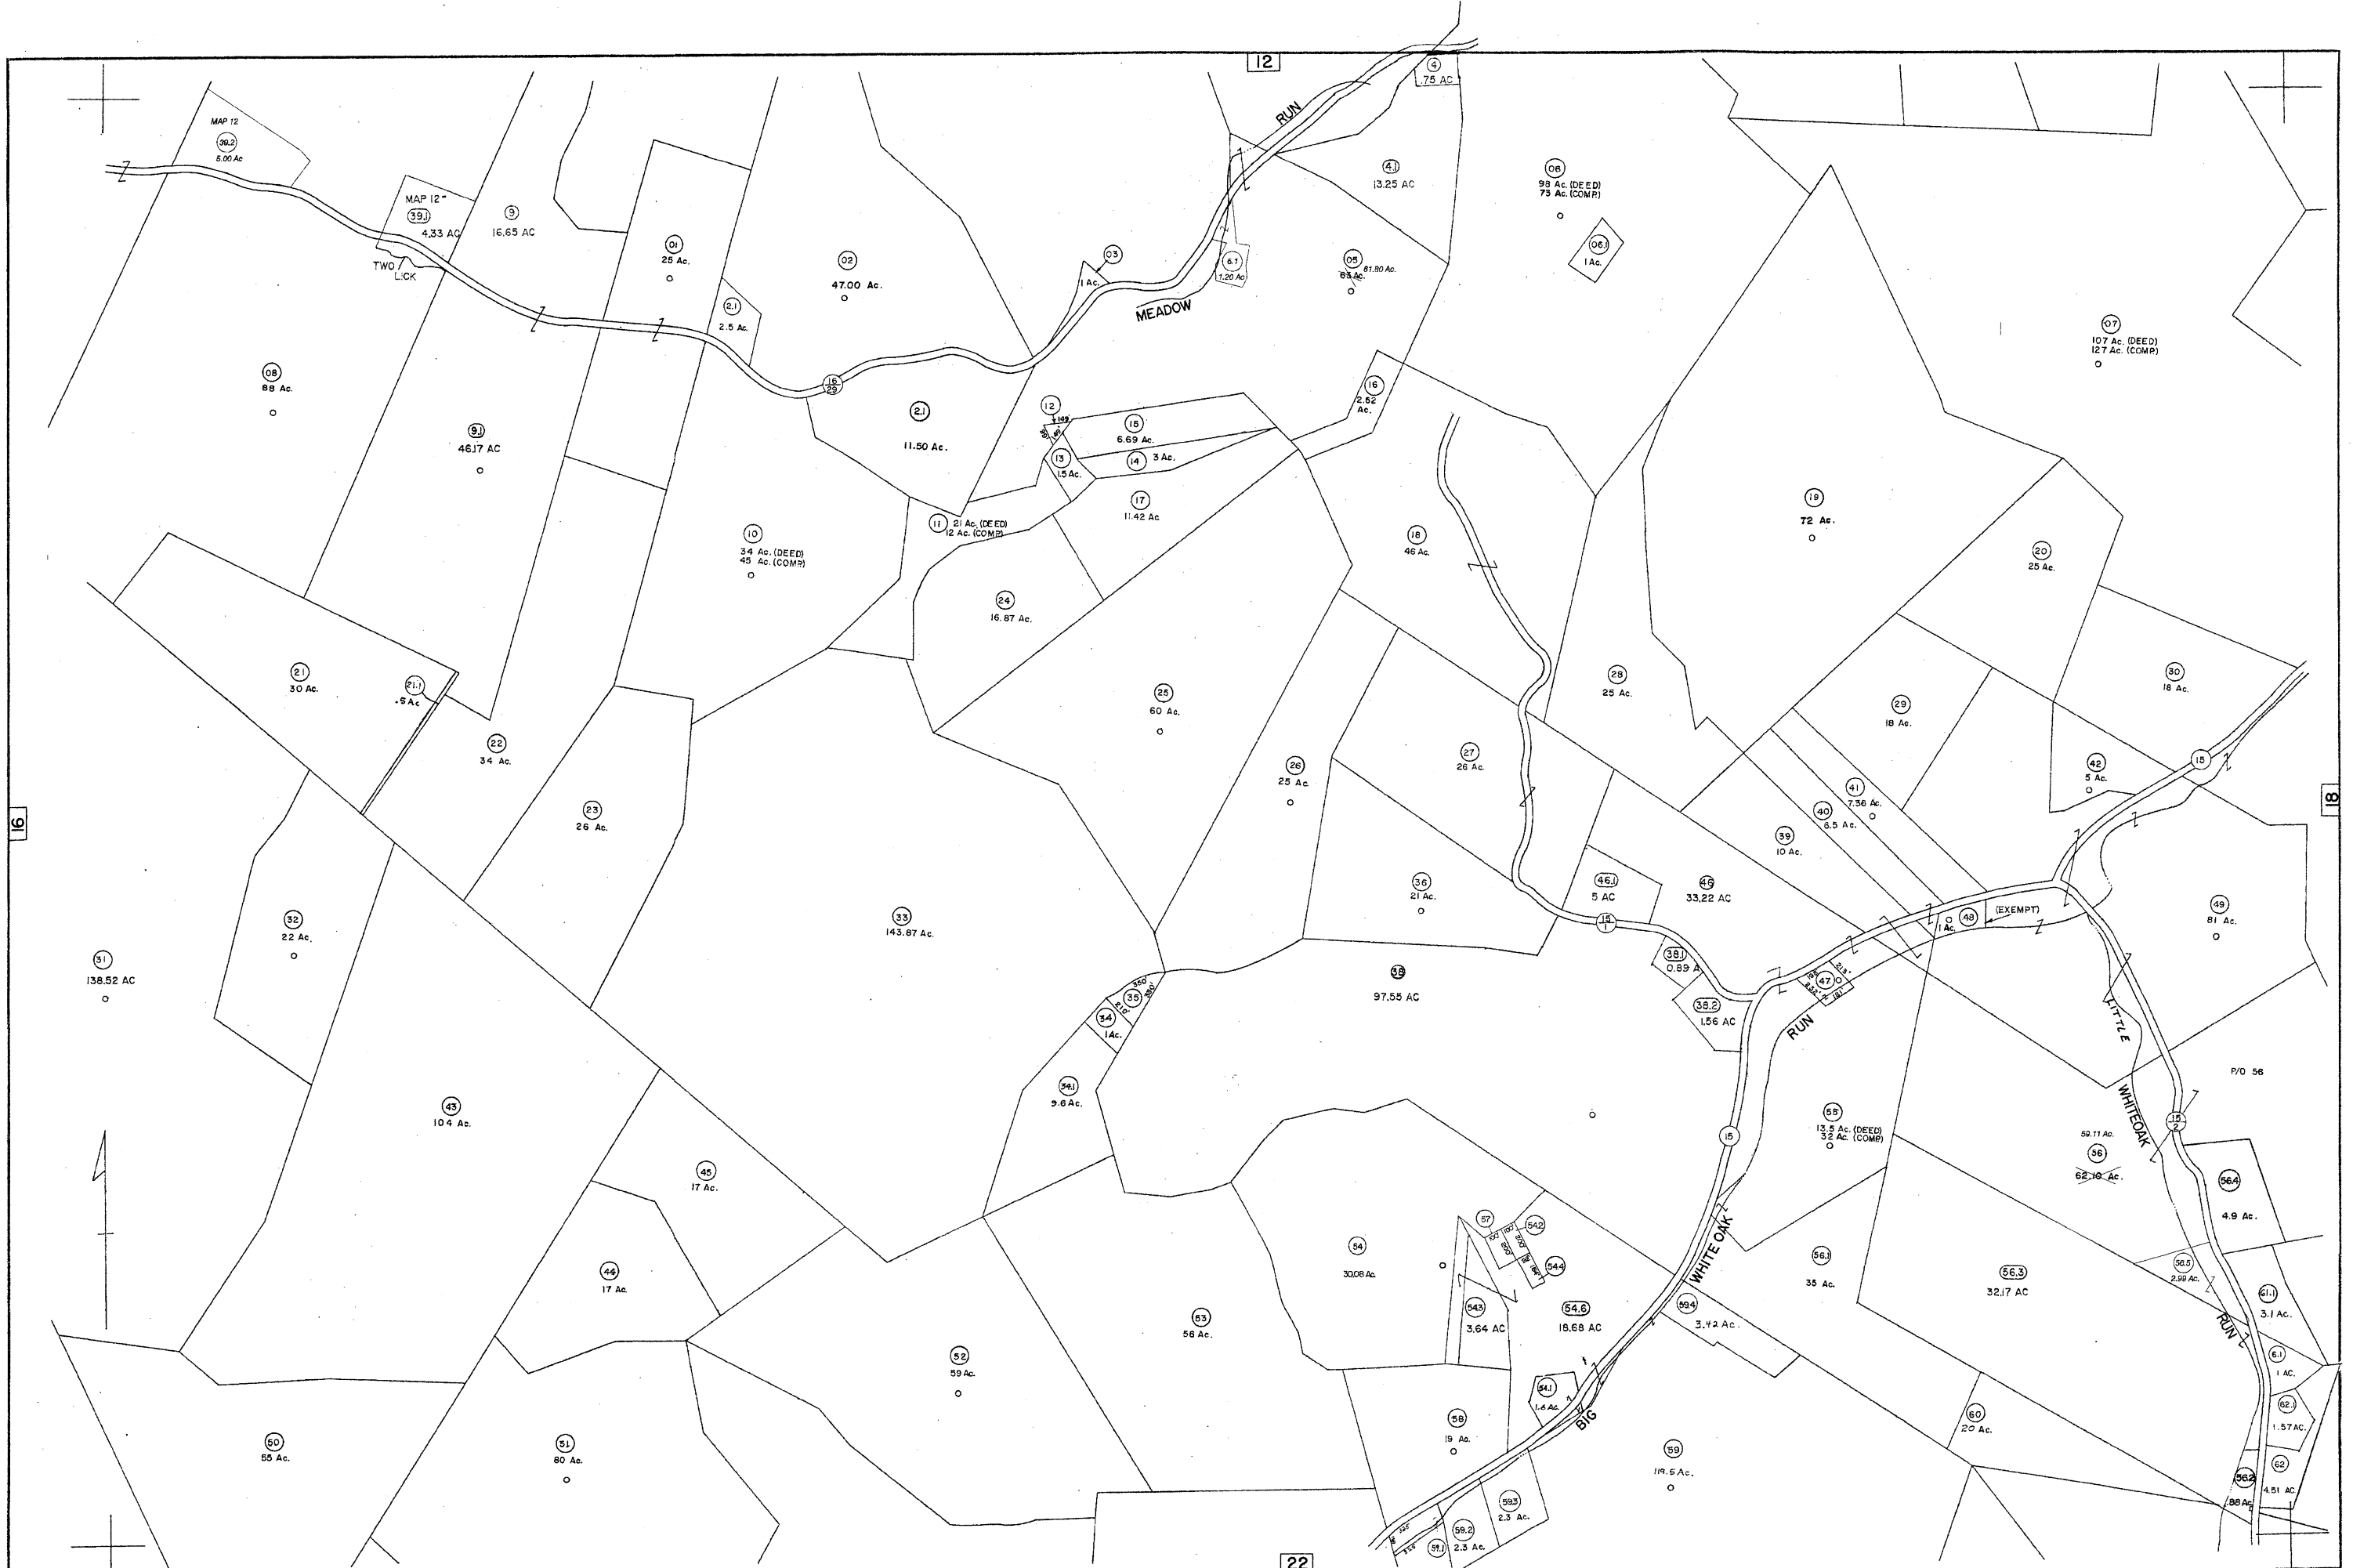 12
MAP 12
39.2
5.00 Ac
MAP 12
39.1
4.33 AC
TWO
LICK
9
16.65 AC
01
25 Ac.
2.1
2.5 Ac.
02
47.00 Ac.
03
1 Ac.
RUN
MEADOW
4
.75 AC
4.1
13.25 AC
6.1
1.20 Ac
05
63 Ac.
61.80 Ac.
06
98 Ac. (DEED)
73 Ac. (COMP.)
06.1
1 Ac.
07
107 Ac. (DEED)
127 Ac. (COMP.)
08
88 Ac.
9.1
46.17 AC
16
29
2.1
11.50 Ac.
12
149'
149'
13
1.5 Ac.
15
6.69 Ac.
14
3 Ac.
16
2.52
Ac.
17
11.42 Ac
11
21 Ac. (DEED)
12 Ac. (COMP.)
10
34 Ac. (DEED)
45 Ac. (COMP.)
18
46 Ac.
19
72 Ac.
20
25 Ac.
24
16.87 Ac.
21
30 Ac.
21.1
.5 Ac
22
34 Ac.
23
26 Ac.
25
60 Ac.
26
25 Ac.
27
26 Ac.
28
25 Ac.
29
18 Ac.
30
18 Ac.
15
42
5 Ac.
41
7.36 Ac.
40
6.5 Ac.
39
10 Ac.
16
18
31
138.52 AC
32
22 Ac.
33
143.87 Ac.
36
21 Ac.
46.1
5 AC
46
33.22 AC
15
1
38.1
0.89 A
38.2
1.56 AC
38
97.55 AC
35
350'
210'
380'
34
1 Ac.
34.1
9.6 Ac.
47
195'
213'
232'
181'
48
1 Ac.
(EXEMPT)
49
81 Ac.
RUN
LITTLE
WHITEOAK
P/O 56
15
2
43
104 Ac.
45
17 Ac.
44
17 Ac.
15
55
13.5 Ac. (DEED)
32 Ac. (COMP.)
59.11 Ac.
56
62.10 Ac.
56.4
4.9 Ac.
56.5
2.99 Ac.
56.1
35 Ac.
56.3
32.17 AC
WHITE OAK
54
30.08 Ac.
57
100'
100'
200'
200'
54.2
54.4
54.3
3.64 AC
54.6
18.68 AC
59.4
3.42 Ac.
61.1
3.1 Ac.
RUN
6.1
1 AC.
62.1
1.57 AC.
62
4.51 AC.
56.2
.88 Ac.
53
56 Ac.
52
59 Ac.
50
55 Ac.
51
80 Ac.
58
19 Ac.
54.1
1.6 Ac.
BIG
59
119.5 Ac.
60
20 Ac.
59.3
2.3 Ac.
59.2
2.3 Ac.
59.1
325'
325'
22